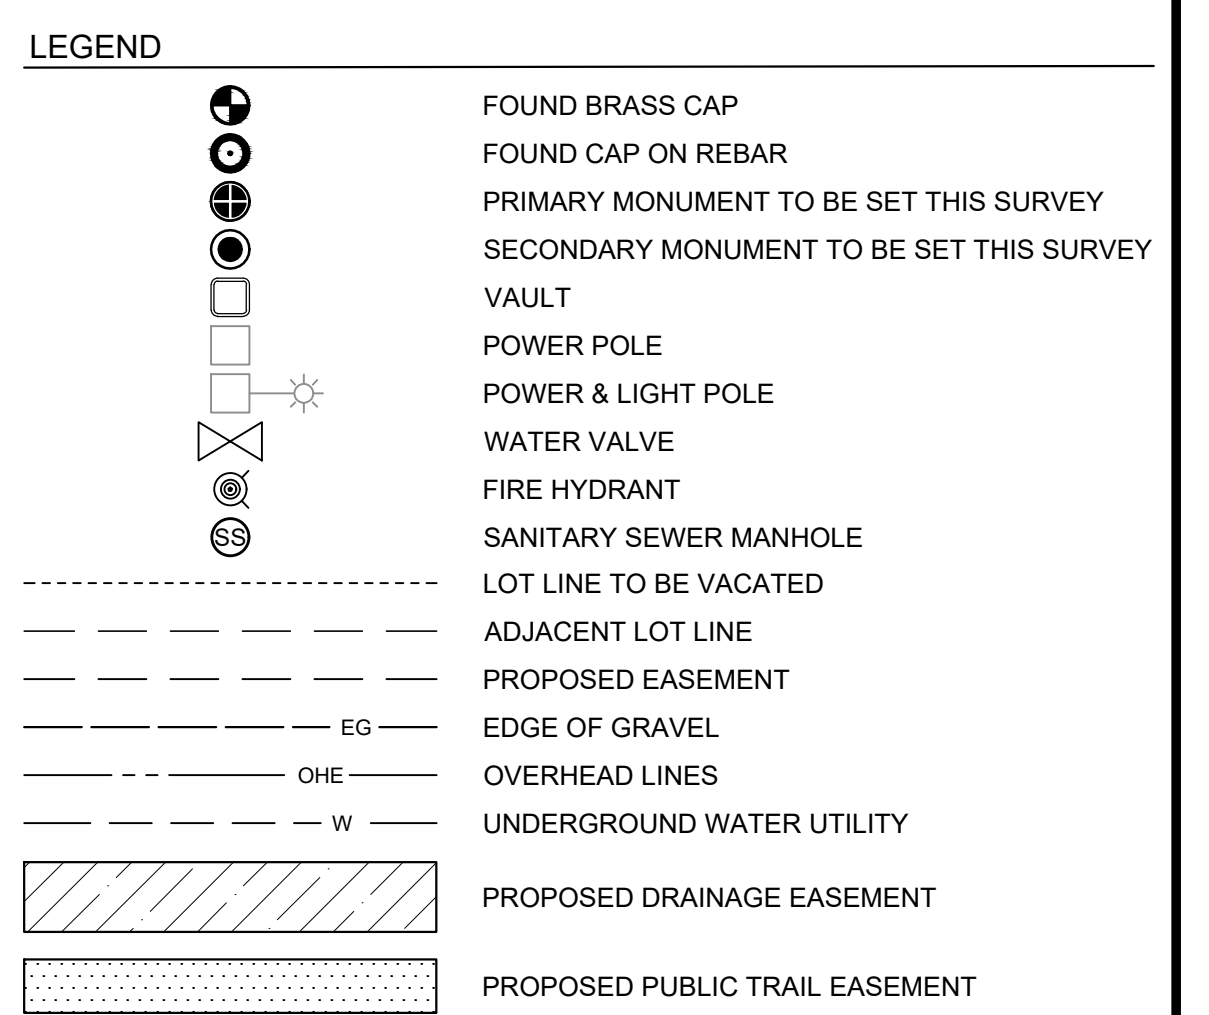 LEGEND
FOUND BRASS CAP
FOUND CAP ON REBAR
PRIMARY MONUMENT TO BE SET THIS SURVEY
SECONDARY MONUMENT TO BE SET THIS SURVEY
VAULT
POWER POLE
POWER & LIGHT POLE
WATER VALVE
FIRE HYDRANT
SS SANITARY SEWER MANHOLE
LOT LINE TO BE VACATED
ADJACENT LOT LINE
PROPOSED EASEMENT
EG EDGE OF GRAVEL
OHE OVERHEAD LINES
W UNDERGROUND WATER UTILITY
PROPOSED DRAINAGE EASEMENT
PROPOSED PUBLIC TRAIL EASEMENT